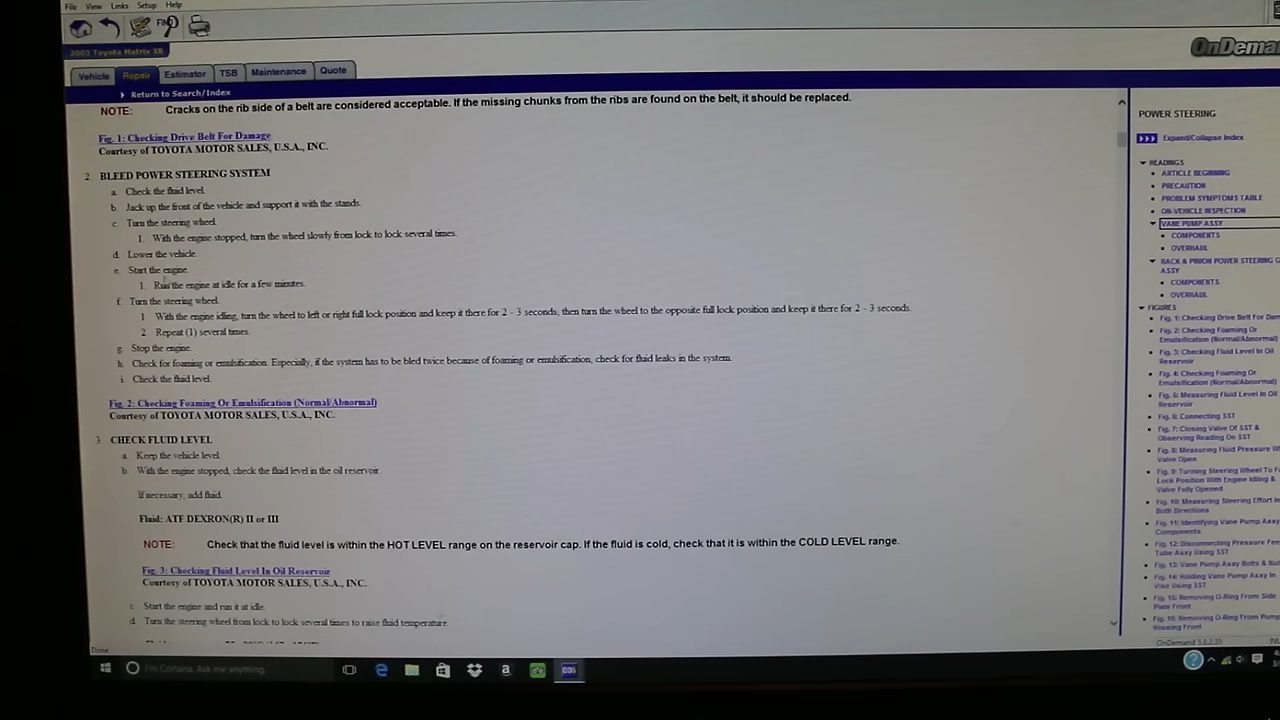 File View Links Setup Help
FIND
2003 Toyota Matrix XR
OnDema
Vehicle Repair Estimator TSB Maintenance Quote
Return to Search/Index
NOTE: Cracks on the rib side of a belt are considered acceptable. If the missing chunks from the ribs are found on the belt, it should be replaced.
Fig. 1: Checking Drive Belt For Damage
Courtesy of TOYOTA MOTOR SALES, U.S.A., INC.
2. BLEED POWER STEERING SYSTEM
a. Check the fluid level.
b. Jack up the front of the vehicle and support it with the stands.
c. Turn the steering wheel.
1. With the engine stopped, turn the wheel slowly from lock to lock several times.
d. Lower the vehicle.
e. Start the engine.
1. Run the engine at idle for a few minutes.
f. Turn the steering wheel.
1. With the engine idling, turn the wheel to left or right full lock position and keep it there for 2 - 3 seconds, then turn the wheel to the opposite full lock position and keep it there for 2 - 3 seconds.
2. Repeat (1) several times.
g. Stop the engine.
h. Check for foaming or emulsification. Especially, if the system has to be bled twice because of foaming or emulsification, check for fluid leaks in the system.
i. Check the fluid level.
Fig. 2: Checking Foaming Or Emulsification (Normal/Abnormal)
Courtesy of TOYOTA MOTOR SALES, U.S.A., INC.
3. CHECK FLUID LEVEL
a. Keep the vehicle level.
b. With the engine stopped, check the fluid level in the oil reservoir.
If necessary, add fluid.
Fluid: ATF DEXRON(R) II or III
NOTE: Check that the fluid level is within the HOT LEVEL range on the reservoir cap. If the fluid is cold, check that it is within the COLD LEVEL range.
Fig. 3: Checking Fluid Level In Oil Reservoir
Courtesy of TOYOTA MOTOR SALES, U.S.A., INC.
c. Start the engine and run it at idle.
d. Turn the steering wheel from lock to lock several times to raise fluid temperature.
POWER STEERING
Expand/Collapse Index
HEADINGS
ARTICLE BEGINNING
PRECAUTION
PROBLEM SYMPTOMS TABLE
ON-VEHICLE INSPECTION
VANE PUMP ASSY
COMPONENTS
OVERHAUL
RACK & PINION POWER STEERING G
ASSY
COMPONENTS
OVERHAUL
FIGURES
Fig. 1: Checking Drive Belt For Dam
Fig. 2: Checking Foaming Or
Emulsification (Normal/Abnormal)
Fig. 3: Checking Fluid Level In Oil
Reservoir
Fig. 4: Checking Foaming Or
Emulsification (Normal/Abnormal)
Fig. 5: Measuring Fluid Level In Oil
Reservoir
Fig. 6: Connecting SST
Fig. 7: Closing Valve Of SST &
Observing Reading On SST
Fig. 8: Measuring Fluid Pressure W
Valve Open
Fig. 9: Turning Steering Wheel To F
Lock Position With Engine Idling &
Valve Fully Opened
Fig. 10: Measuring Steering Effort In
Both Directions
Fig. 11: Identifying Vane Pump Assy
Components
Fig. 12: Disconnecting Pressure Fee
Tube Assy Using SST
Fig. 13: Vane Pump Assy Bolts & Nut
Fig. 14: Holding Vane Pump Assy In
Vise Using SST
Fig. 15: Removing O-Ring From Side
Plate Front
Fig. 16: Removing O-Ring From Pump
Housing Front
Done
OnDemand 5.8.2.35
I'm Cortana. Ask me anything.